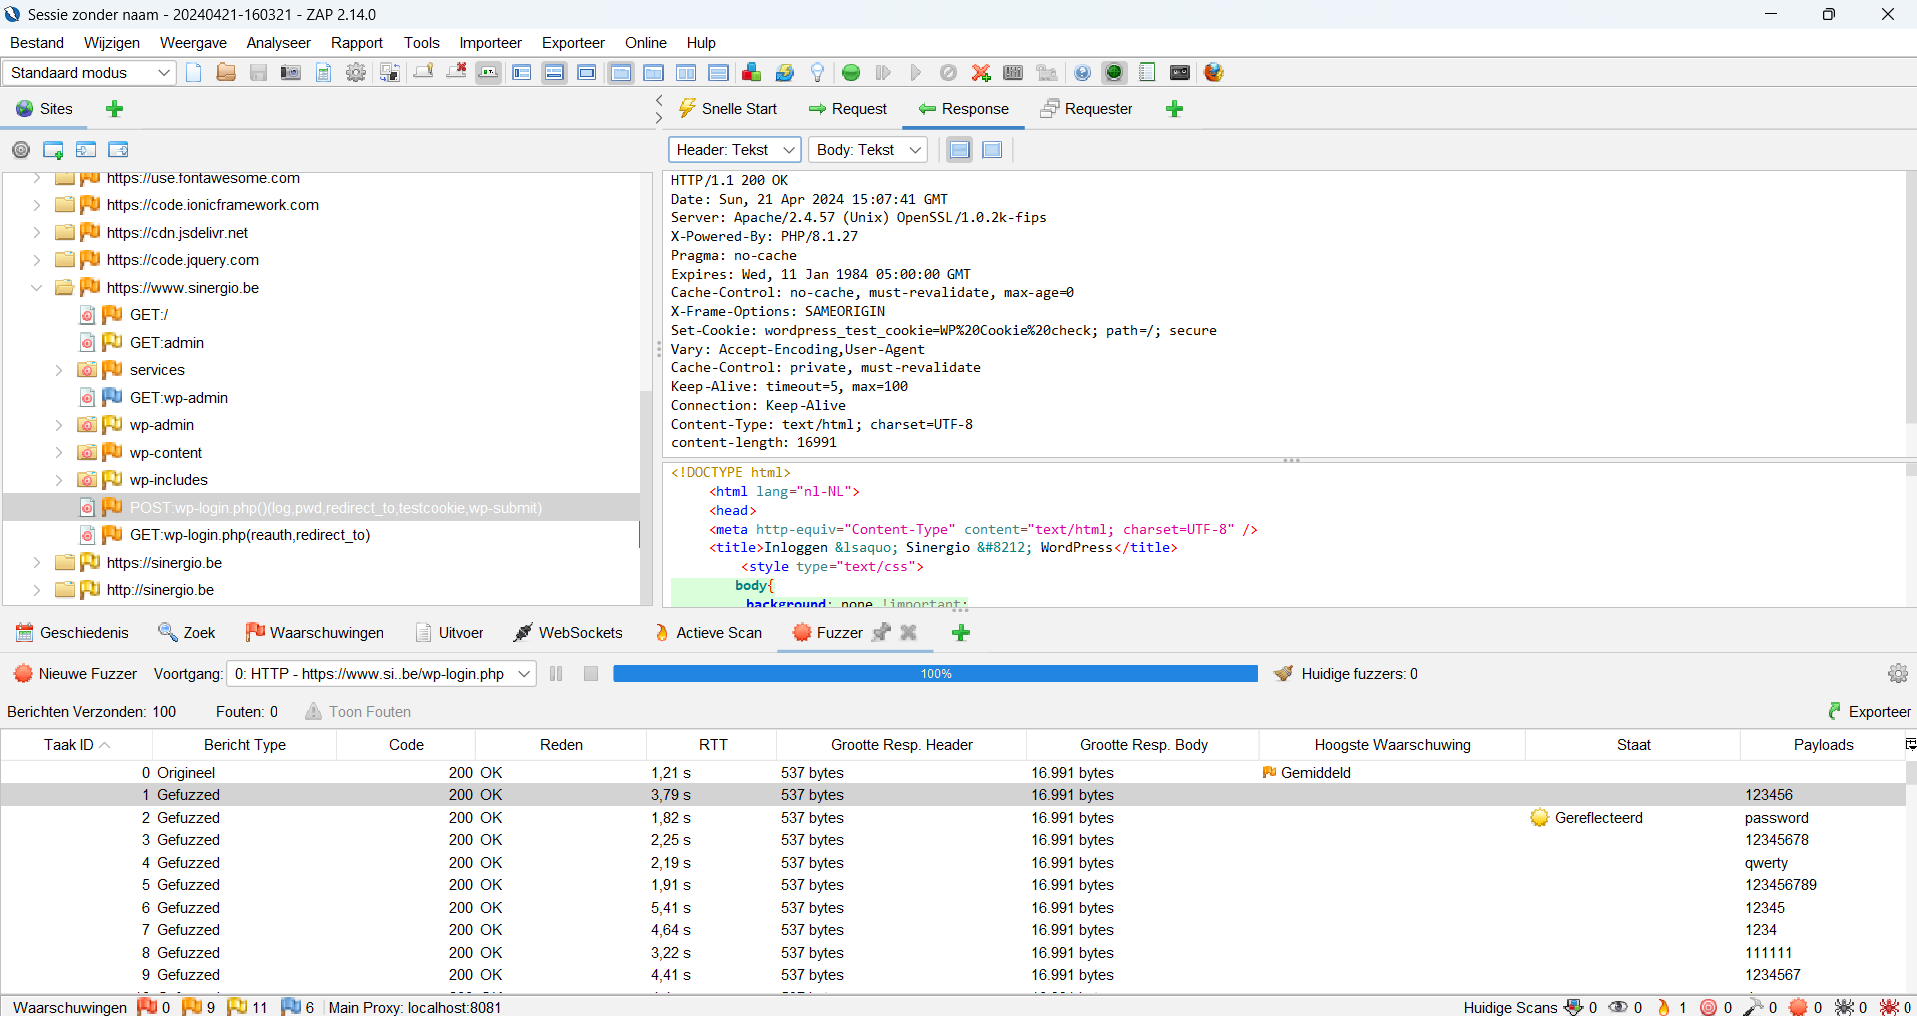 Sessie zonder naam - 20240421-160321 - ZAP 2.14.0
Bestand Wijzigen Weergave Analyseer Rapport Tools Importeer Exporteer Online Hulp
Standaard modus
Sites
Snelle Start Request Response Requester
Header: Tekst Body: Tekst
https://use.fontawesome.com
https://code.ionicframework.com
https://cdn.jsdelivr.net
https://code.jquery.com
https://www.sinergio.be
GET:/
GET:admin
services
GET:wp-admin
wp-admin
wp-content
wp-includes
POST:wp-login.php()(log,pwd,redirect_to,testcookie,wp-submit)
GET:wp-login.php(reauth,redirect_to)
https://sinergio.be
http://sinergio.be
HTTP/1.1 200 OK
Date: Sun, 21 Apr 2024 15:07:41 GMT
Server: Apache/2.4.57 (Unix) OpenSSL/1.0.2k-fips
X-Powered-By: PHP/8.1.27
Pragma: no-cache
Expires: Wed, 11 Jan 1984 05:00:00 GMT
Cache-Control: no-cache, must-revalidate, max-age=0
X-Frame-Options: SAMEORIGIN
Set-Cookie: wordpress_test_cookie=WP%20Cookie%20check; path=/; secure
Vary: Accept-Encoding,User-Agent
Cache-Control: private, must-revalidate
Keep-Alive: timeout=5, max=100
Connection: Keep-Alive
Content-Type: text/html; charset=UTF-8
content-length: 16991
<!DOCTYPE html>
<html lang="nl-NL">
<head>
<meta http-equiv="Content-Type" content="text/html; charset=UTF-8" />
<title>Inloggen &lsaquo; Sinergio &#8212; WordPress</title>
<style type="text/css">
body{
background: none !important;
Geschiedenis Zoek Waarschuwingen Uitvoer WebSockets Actieve Scan Fuzzer
Nieuwe Fuzzer Voortgang: 0: HTTP - https://www.si..be/wp-login.php 100% Huidige fuzzers: 0
Berichten Verzonden: 100 Fouten: 0 Toon Fouten Exporteer
Taak ID Bericht Type Code Reden RTT Grootte Resp. Header Grootte Resp. Body Hoogste Waarschuwing Staat Payloads
0 Origineel 200 OK 1,21 s 537 bytes 16.991 bytes Gemiddeld
1 Gefuzzed 200 OK 3,79 s 537 bytes 16.991 bytes 123456
2 Gefuzzed 200 OK 1,82 s 537 bytes 16.991 bytes Gereflecteerd password
3 Gefuzzed 200 OK 2,25 s 537 bytes 16.991 bytes 12345678
4 Gefuzzed 200 OK 2,19 s 537 bytes 16.991 bytes qwerty
5 Gefuzzed 200 OK 1,91 s 537 bytes 16.991 bytes 123456789
6 Gefuzzed 200 OK 5,41 s 537 bytes 16.991 bytes 12345
7 Gefuzzed 200 OK 4,64 s 537 bytes 16.991 bytes 1234
8 Gefuzzed 200 OK 3,22 s 537 bytes 16.991 bytes 111111
9 Gefuzzed 200 OK 4,41 s 537 bytes 16.991 bytes 1234567
Waarschuwingen 0 9 11 6 Main Proxy: localhost:8081 Huidige Scans 0 0 1 0 0 0 0 0